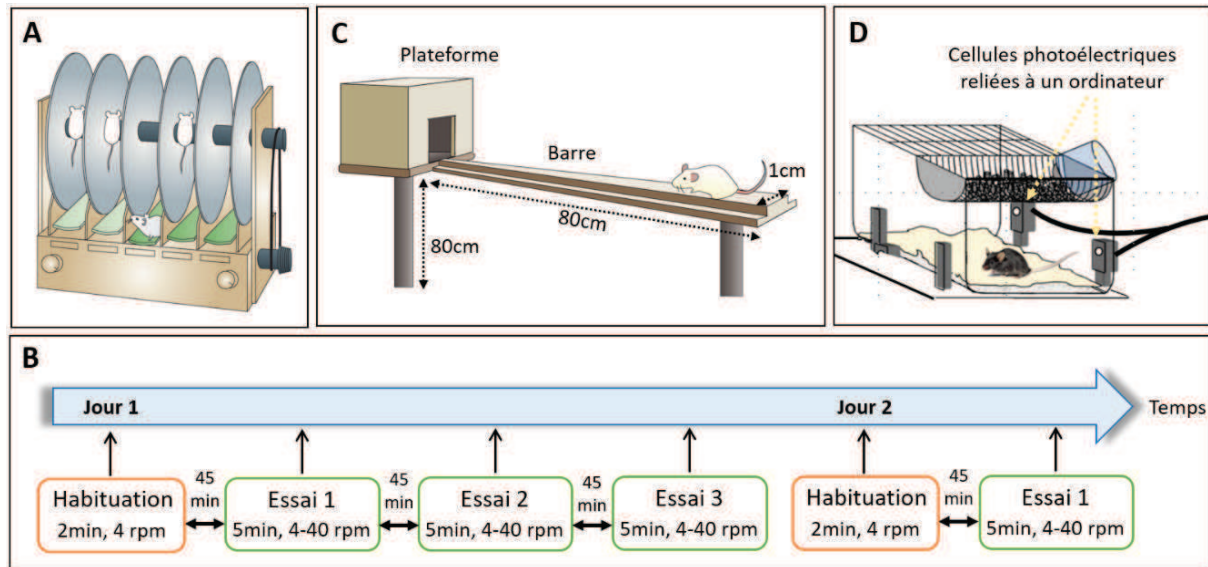 A
C
Plateforme
Barre
1cm
80cm
80cm
D
Cellules photoélectriques
reliées à un ordinateur
B
Jour 1
Jour 2
Temps
Habituation
2min, 4 rpm
45
min
Essai 1
5min, 4-40 rpm
45
min
Essai 2
5min, 4-40 rpm
45
min
Essai 3
5min, 4-40 rpm
Habituation
2min, 4 rpm
45
min
Essai 1
5min, 4-40 rpm